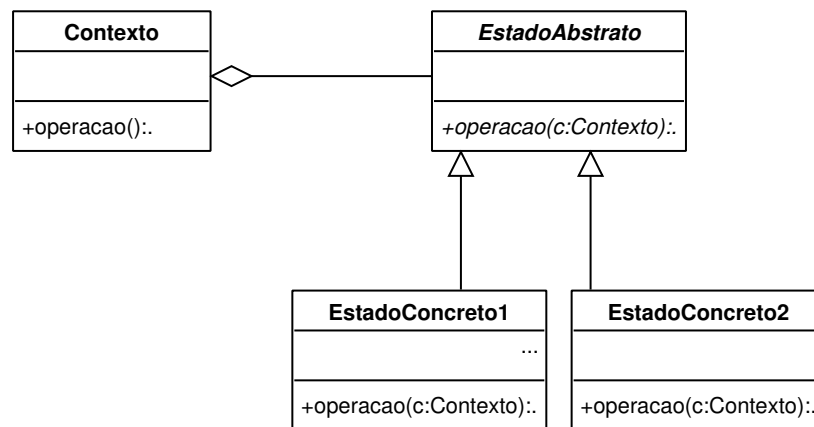 Contexto
+operacao():.
EstadoAbstrato
+operacao(c:Contexto):.
EstadoConcreto1
...
+operacao(c:Contexto):.
EstadoConcreto2
+operacao(c:Contexto):.